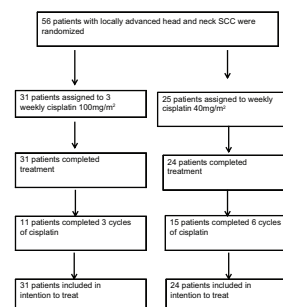 56 patients with locally advanced head and neck SCC were
randomized
31 patients assigned to 3
weekly cisplatin 100mg/m²
25 patients assigned to weekly
cisplatin 40mg/m²
31 patients completed
treatment
24 patients completed
treatment
11 patients completed 3 cycles
of cisplatin
15 patients completed 6 cycles
of cisplatin
31 patients included in
intention to treat
24 patients included in
intention to treat